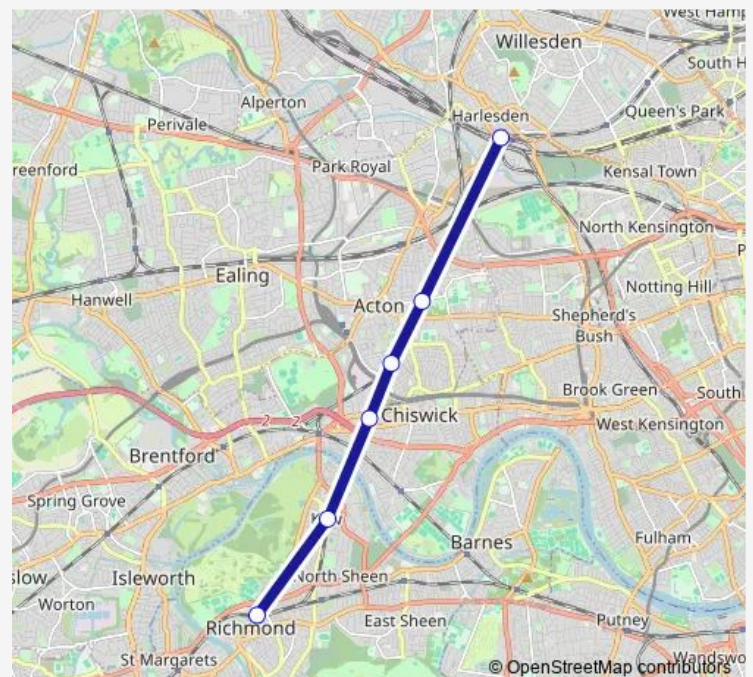 West Ham
Willesden
South H
Alperton
Harlesden
Queen's Park
Perivale
Park Royal
reenford
Kensal Town
North Kensington
Ealing
Notting Hill
Hanwell
Acton
Shepherd's
Bush
Brook Green
South
Chiswick
2
2
West Kensington
Brentford
Spring Grove
Barnes
Fulham
slow
Isleworth
North Sheen
Worton
Richmond
East Sheen
Putney
St Margarets
Wandswo
© OpenStreetMap contributors